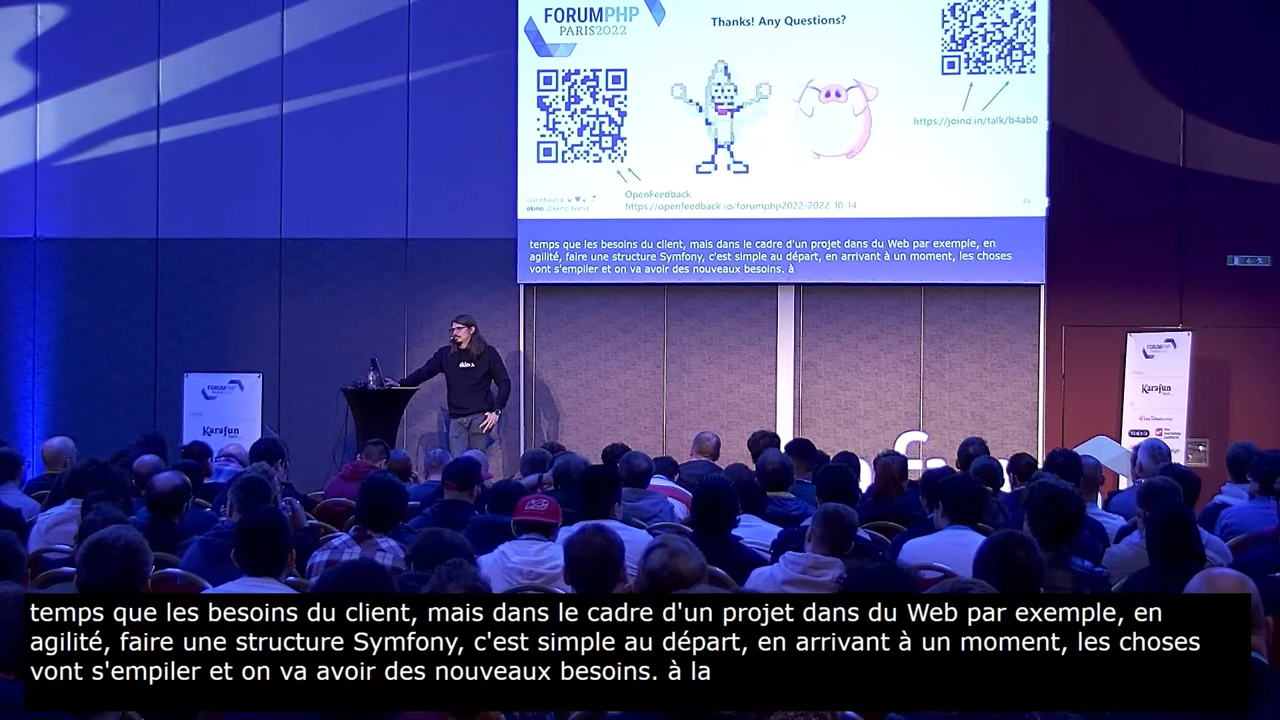 FORUMPHP
PARIS2022
Thanks! Any Questions?
https://joind.in/talk/b4ab0
OpenFeedback
https://openfeedback.io/forumphp2022/2022-10-14
49
temps que les besoins du client, mais dans le cadre d'un projet dans du Web par exemple, en
agilité, faire une structure Symfony, c'est simple au départ, en arrivant à un moment, les choses
vont s'empiler et on va avoir des nouveaux besoins. à
ekino.
FORUMPHP
Karafun
FORUMPHP
Karafun
temps que les besoins du client, mais dans le cadre d'un projet dans du Web par exemple, en
agilité, faire une structure Symfony, c'est simple au départ, en arrivant à un moment, les choses
vont s'empiler et on va avoir des nouveaux besoins. à la